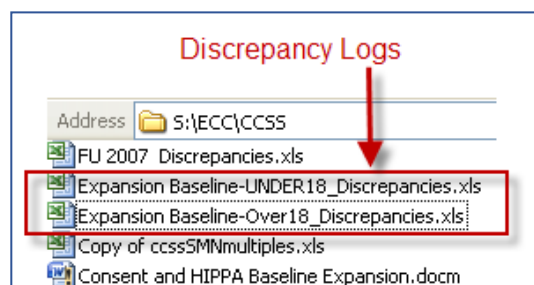 Discrepancy Logs
Address S:\ECC\CCSS
FU 2007 Discrepancies.xls
Expansion Baseline-UNDER18_Discrepancies.xls
Expansion Baseline-Over18_Discrepancies.xls
Copy of ccssSMNmultiples.xls
Consent and HIPPA Baseline Expansion.docm